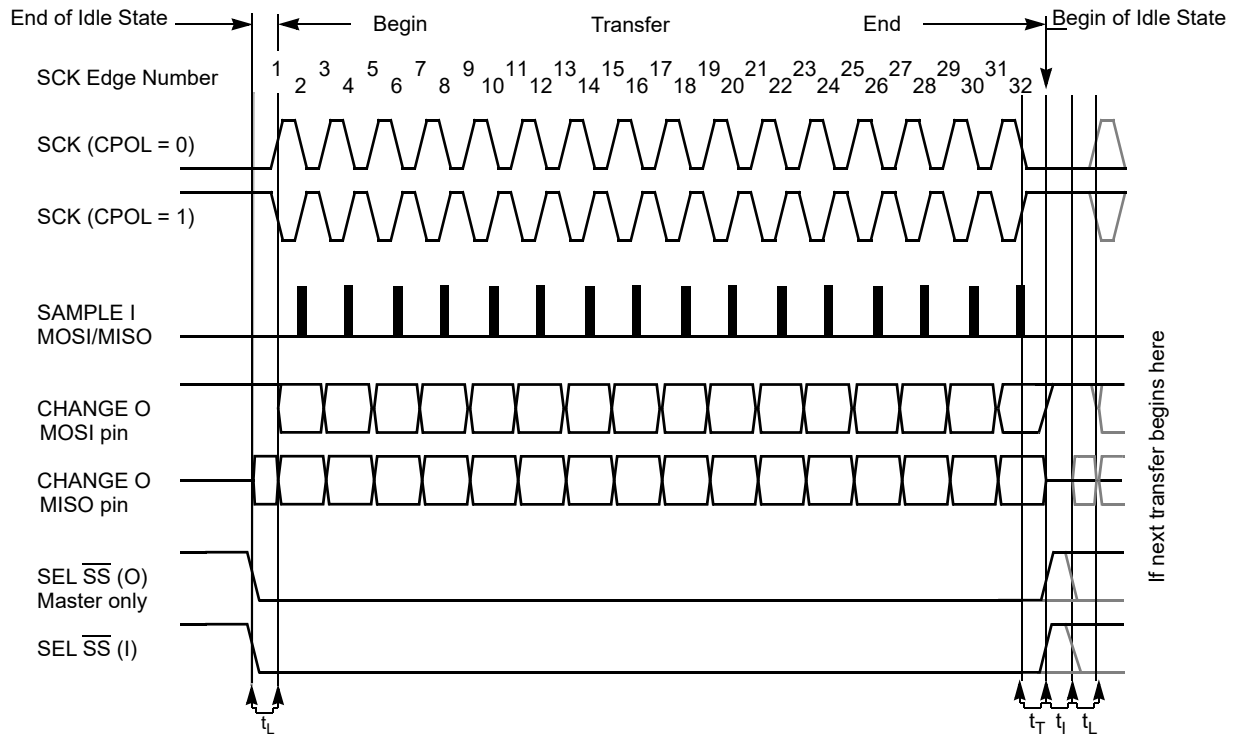 End of Idle State
Begin
Transfer
End
Begin of Idle State
SCK Edge Number
1 3 5 7 9 11 13 15 17 19 21 23 25 27 29 31
2 4 6 8 10 12 14 16 18 20 22 24 26 28 30 32
SCK (CPOL = 0)
SCK (CPOL = 1)
SAMPLE I
MOSI/MISO
CHANGE O
MOSI pin
CHANGE O
MISO pin
SEL SS (O)
Master only
SEL SS (I)
tL
tT tI tL
If next transfer begins here